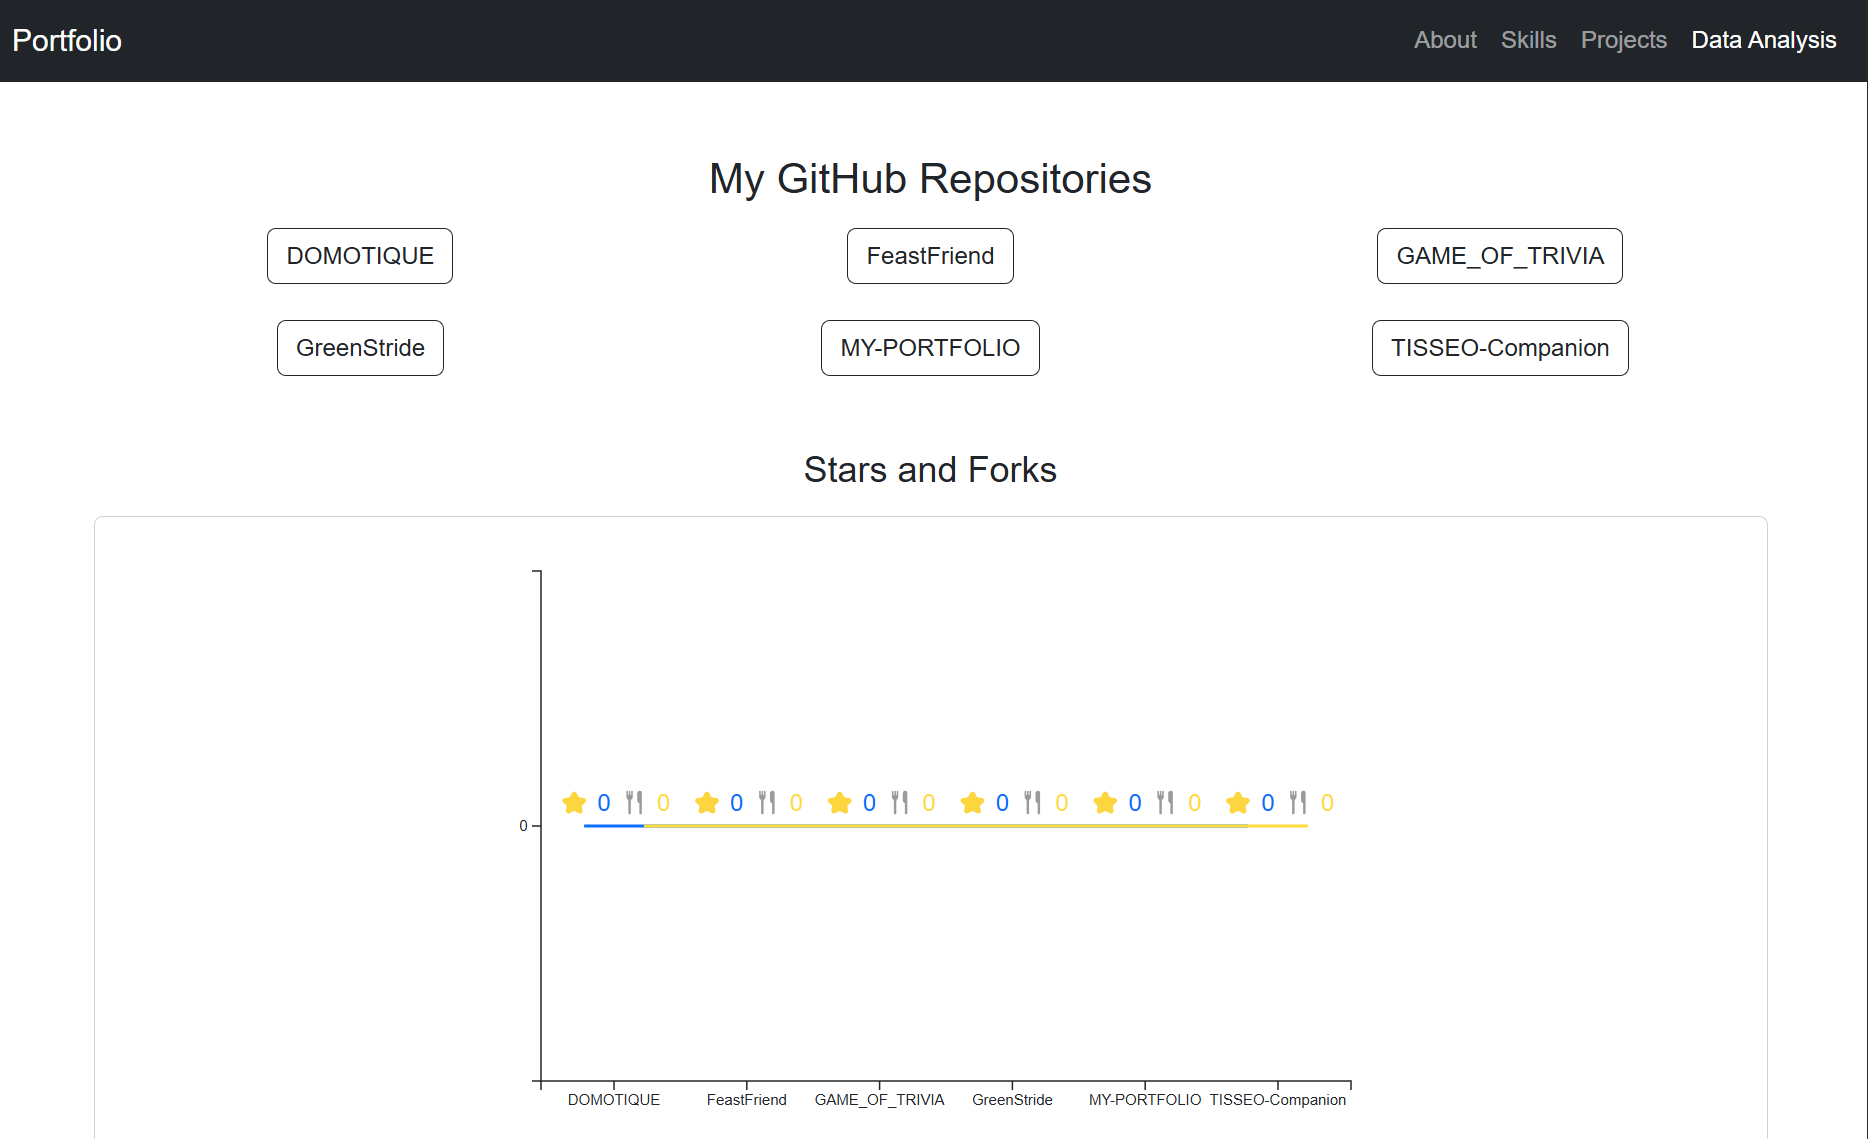 Portfolio
About Skills Projects Data Analysis
My GitHub Repositories
DOMOTIQUE FeastFriend GAME_OF_TRIVIA
GreenStride MY-PORTFOLIO TISSEO-Companion
Stars and Forks
0 0 0 0 0 0 0 0 0 0 0 0
0
DOMOTIQUE FeastFriend GAME_OF_TRIVIA GreenStride MY-PORTFOLIO TISSEO-Companion